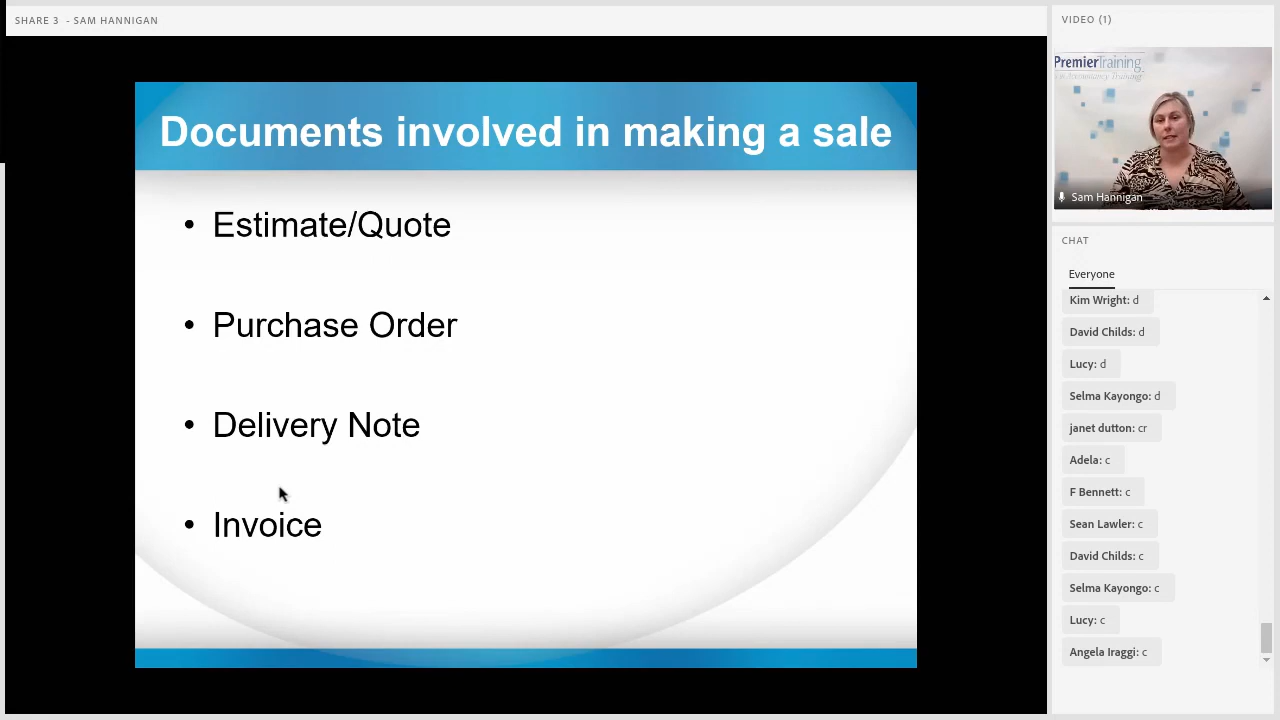 SHARE 3 - SAM HANNIGAN
Documents involved in making a sale
• Estimate/Quote
• Purchase Order
• Delivery Note
• Invoice
VIDEO (1)
PremierTraining
Sam Hannigan
CHAT
Everyone
Kim Wright: d
David Childs: d
Lucy: d
Selma Kayongo: d
janet dutton: cr
Adela: c
F Bennett: c
Sean Lawler: c
David Childs: c
Selma Kayongo: c
Lucy: c
Angela Iraggi: c